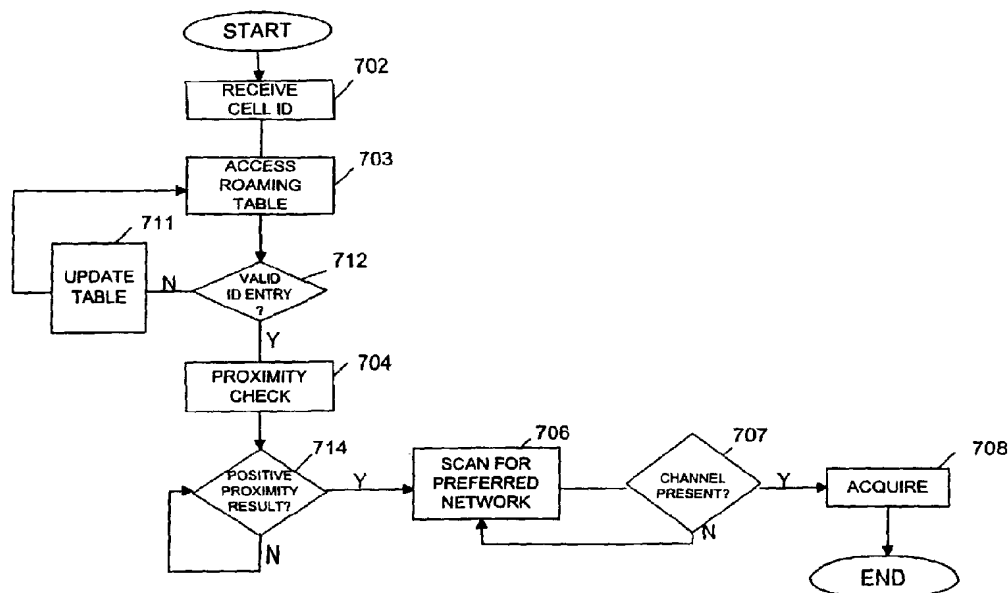 START
702
RECEIVE
CELL ID
703
ACCESS
ROAMING
TABLE
711
UPDATE
TABLE
N
712
VALID
ID ENTRY
?
Y
704
PROXIMITY
CHECK
714
POSITIVE
PROXIMITY
RESULT?
Y
N
706
SCAN FOR
PREFERRED
NETWORK
707
CHANNEL
PRESENT?
Y
N
708
ACQUIRE
END